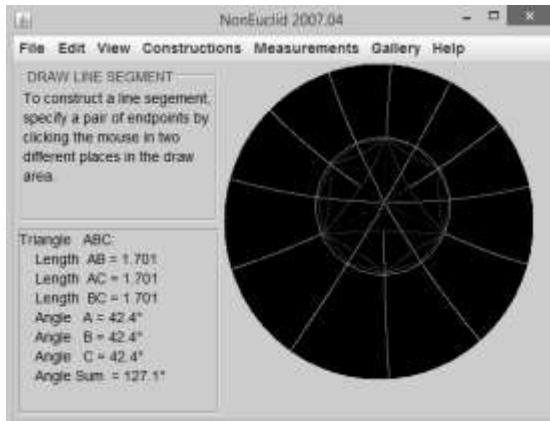 NonEuclid 2007.04
File Edit View Constructions Measurements Gallery Help
DRAW LINE SEGMENT
To construct a line segement,
specify a pair of endpoints by
clicking the mouse in two
different places in the draw
area.
Triangle ABC:
Length AB = 1.701
Length AC = 1.701
Length BC = 1.701
Angle A = 42.4°
Angle B = 42.4°
Angle C = 42.4°
Angle Sum = 127.1°